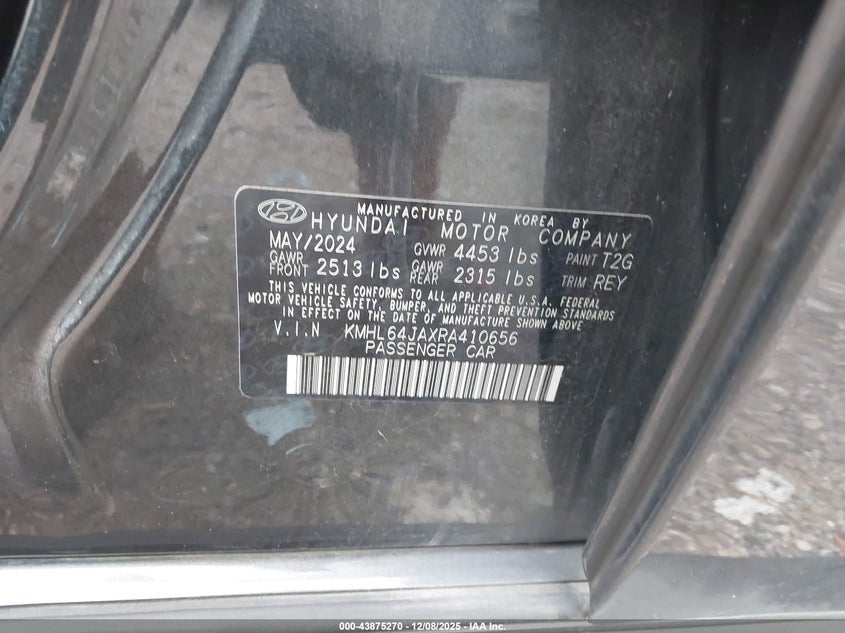 MANUFACTURED IN KOREA BY
HYUNDAI MOTOR COMPANY
MAY/2024 GVWR 4453 lbs PAINT T2G
GAWR FRONT 2513 lbs GAWR REAR 2315 lbs TRIM REY
THIS VEHICLE CONFORMS TO ALL APPLICABLE U.S.A. FEDERAL
MOTOR VEHICLE SAFETY, BUMPER, AND THEFT PREVENTION STANDARDS
IN EFFECT ON THE DATE OF MANUFACTURE SHOWN ABOVE
V.I.N KMHL64JAXRA410656
PASSENGER CAR
000-43875270 - 12/08/2025 - IAA Inc.